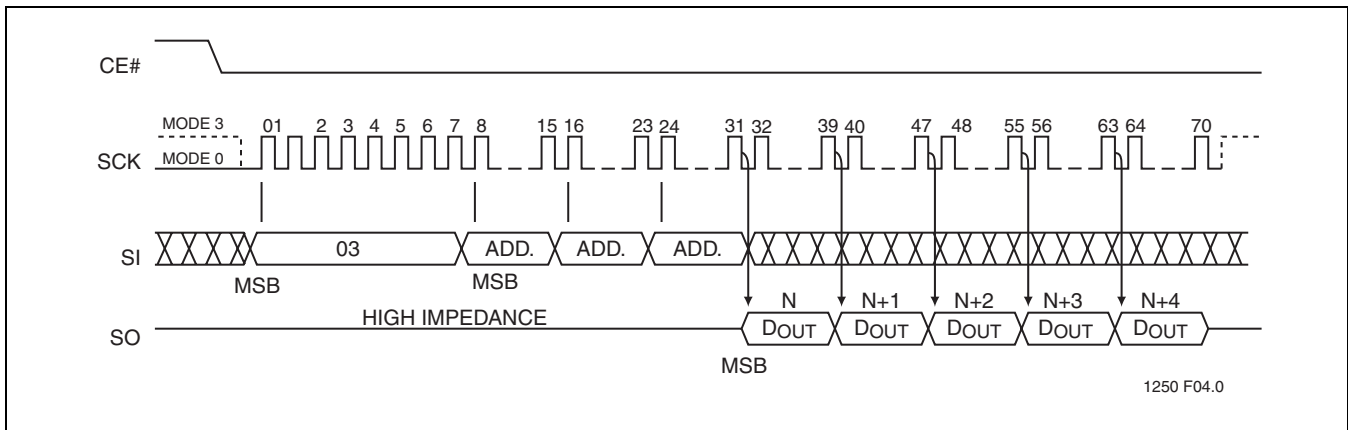 CE#
MODE 3
MODE 0
SCK
01 2 3 4 5 6 7 8 15 16 23 24 31 32 39 40 47 48 55 56 63 64 70
SI
03 ADD. ADD. ADD.
MSB MSB
HIGH IMPEDANCE
N N+1 N+2 N+3 N+4
SO
DOUT DOUT DOUT DOUT DOUT
MSB
1250 F04.0